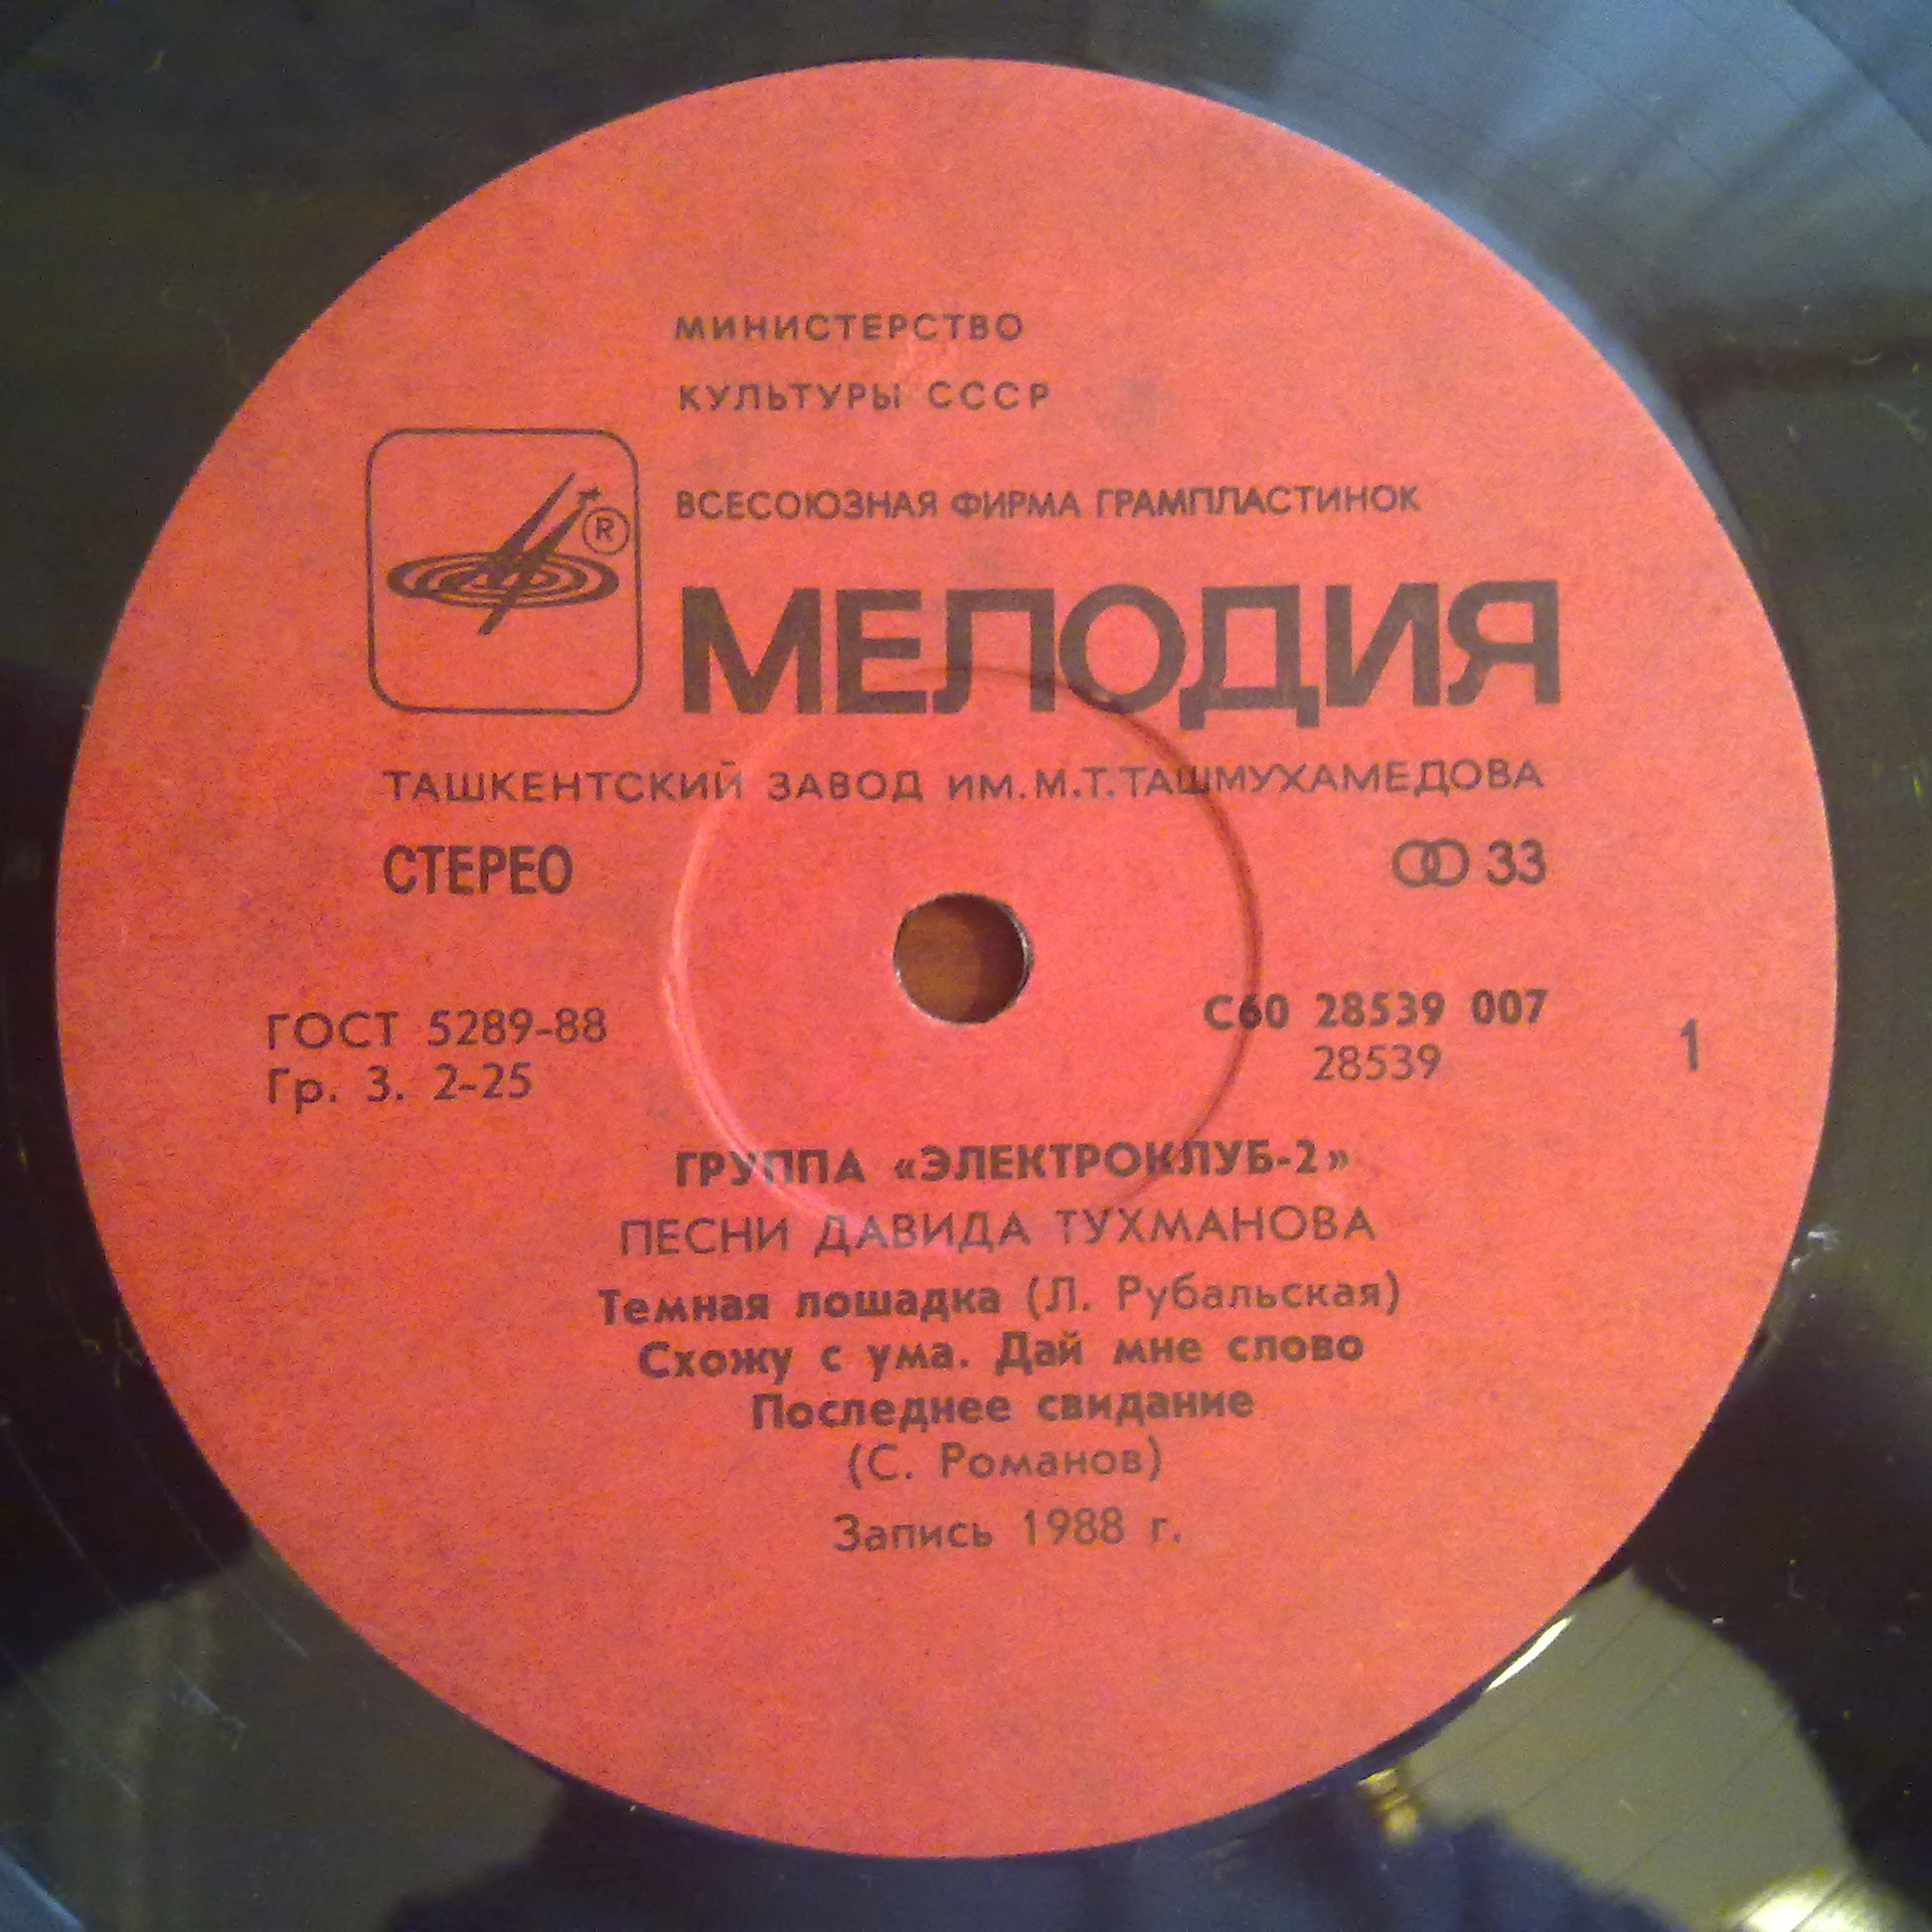 МИНИСТЕРСТВО
КУЛЬТУРЫ СССР
ВСЕСОЮЗНАЯ ФИРМА ГРАМПЛАСТИНОК
®
МЕЛОДИЯ
ТАШКЕНТСКИЙ ЗАВОД ИМ.М.Т.ТАШМУХАМЕДОВА
СТЕРЕО 33
ГОСТ 5289-88 С60 28539 007
Гр. 3. 2-25 28539 1
ГРУППА «ЭЛЕКТРОКЛУБ-2»
ПЕСНИ ДАВИДА ТУХМАНОВА
Темная лошадка (Л. Рубальская)
Схожу с ума. Дай мне слово
Последнее свидание
(С. Романов)
Запись 1988 г.